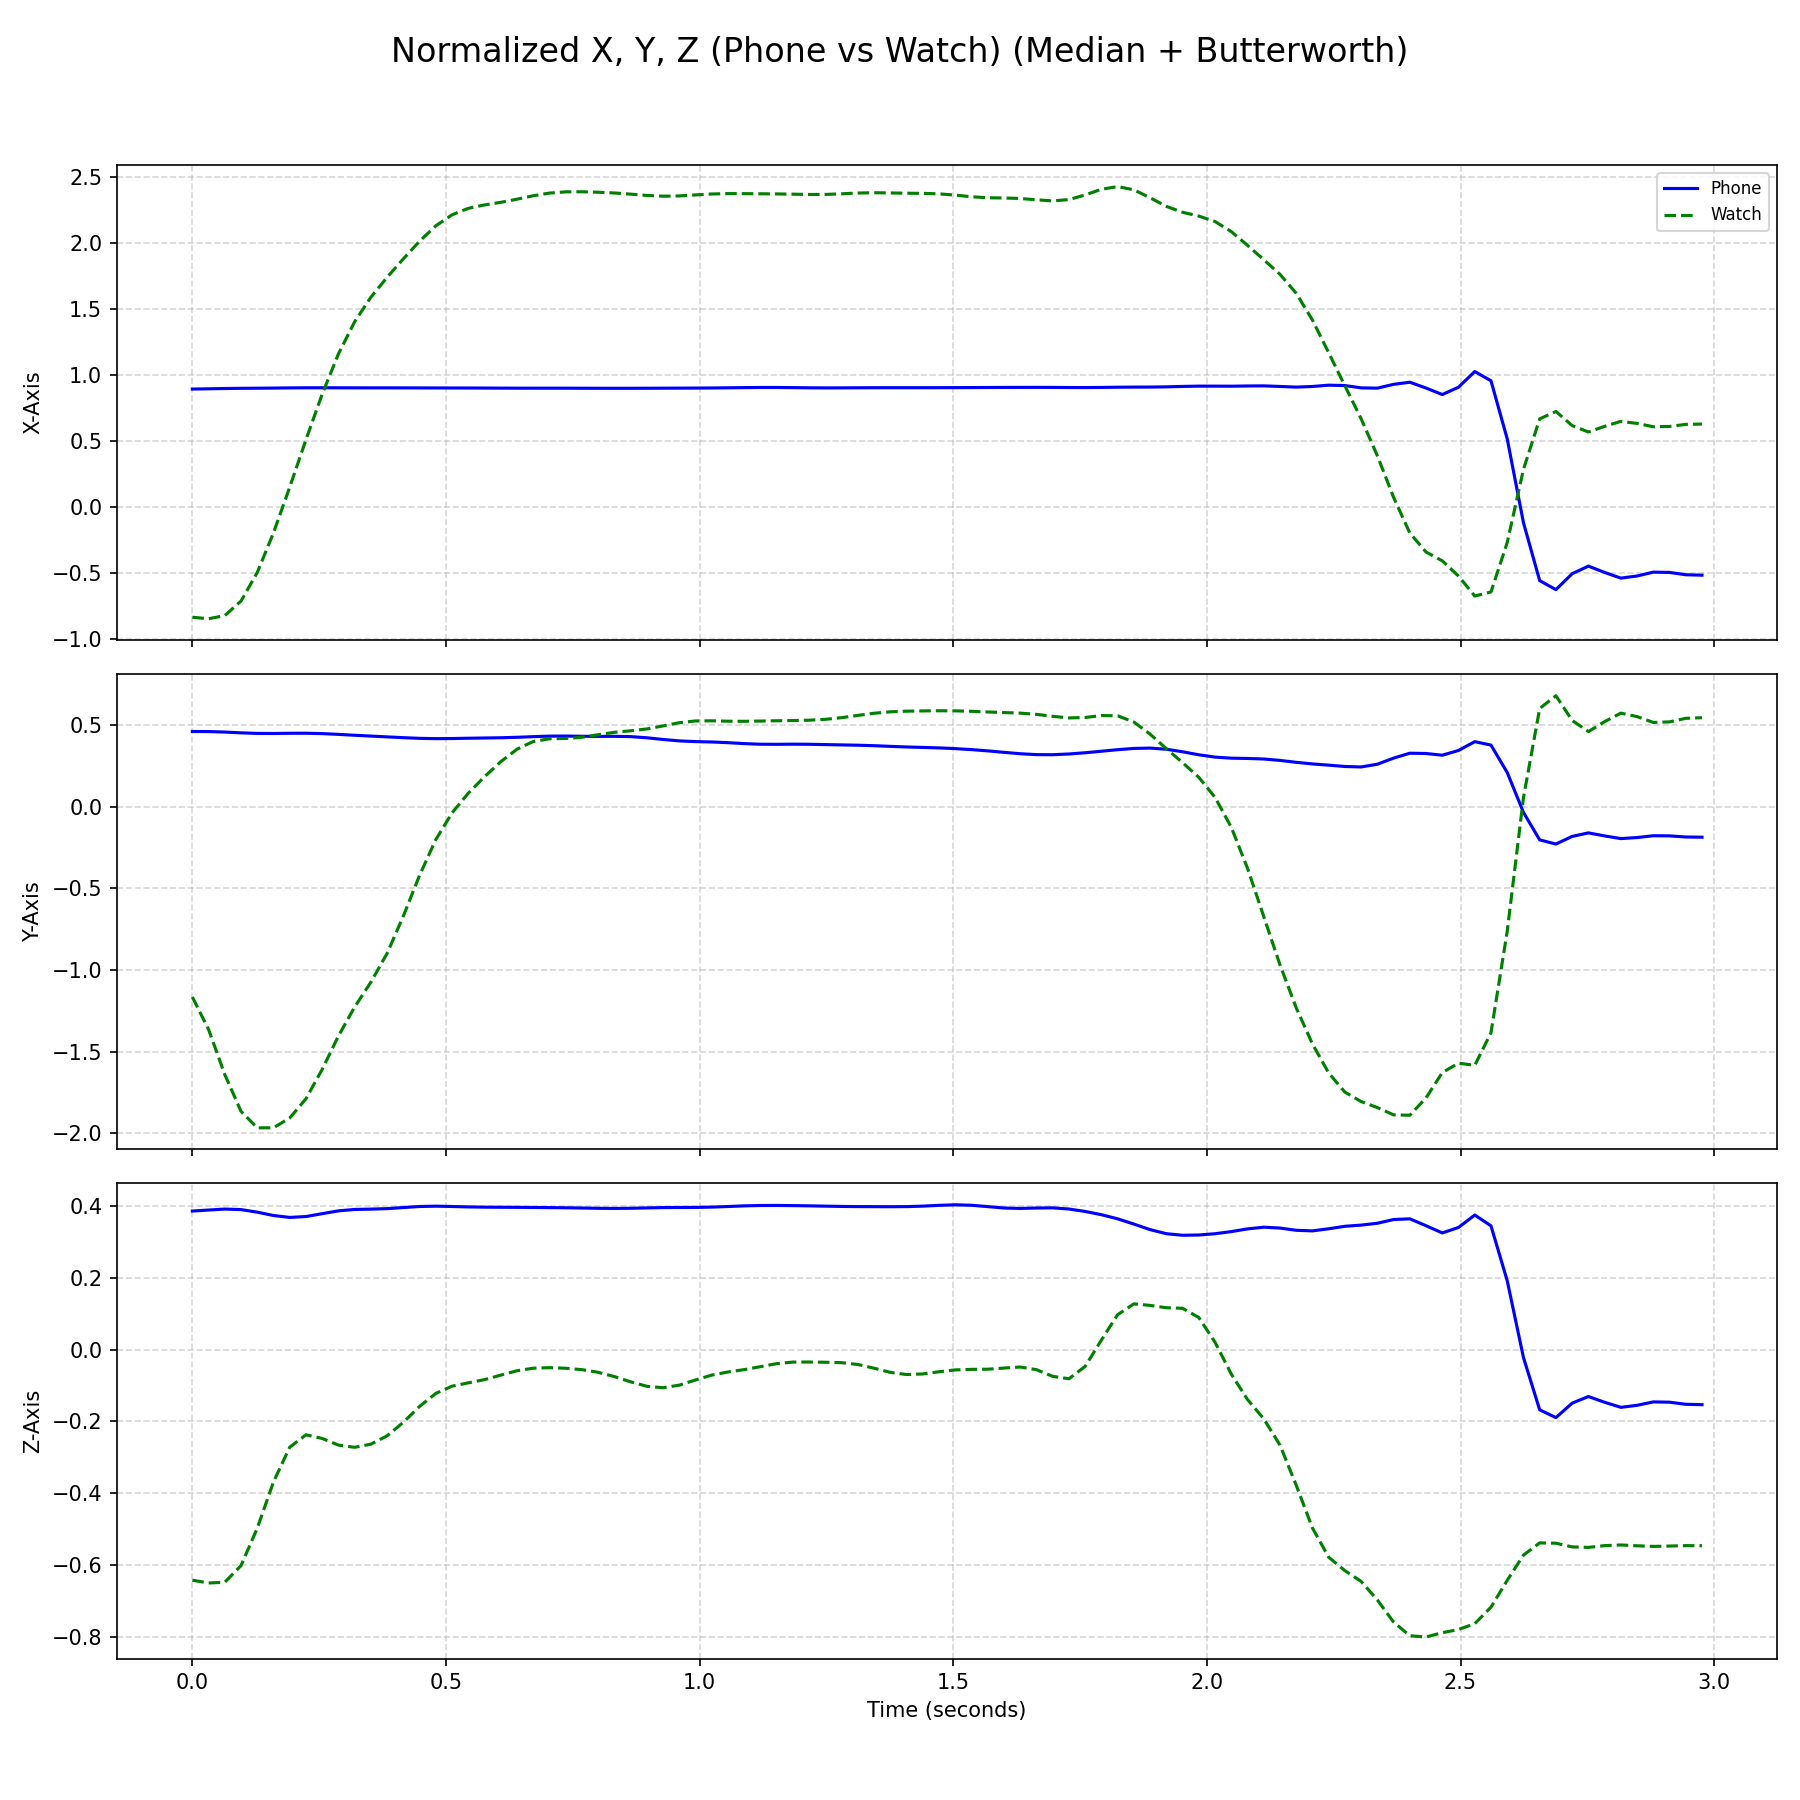 Normalized X, Y, Z (Phone vs Watch) (Median + Butterworth)
Phone
Watch
2.5
2.0
1.5
1.0
0.5
0.0
−0.5
−1.0
X-Axis
0.5
0.0
−0.5
−1.0
−1.5
−2.0
Y-Axis
0.4
0.2
0.0
−0.2
−0.4
−0.6
−0.8
Z-Axis
0.0 0.5 1.0 1.5 2.0 2.5 3.0
Time (seconds)